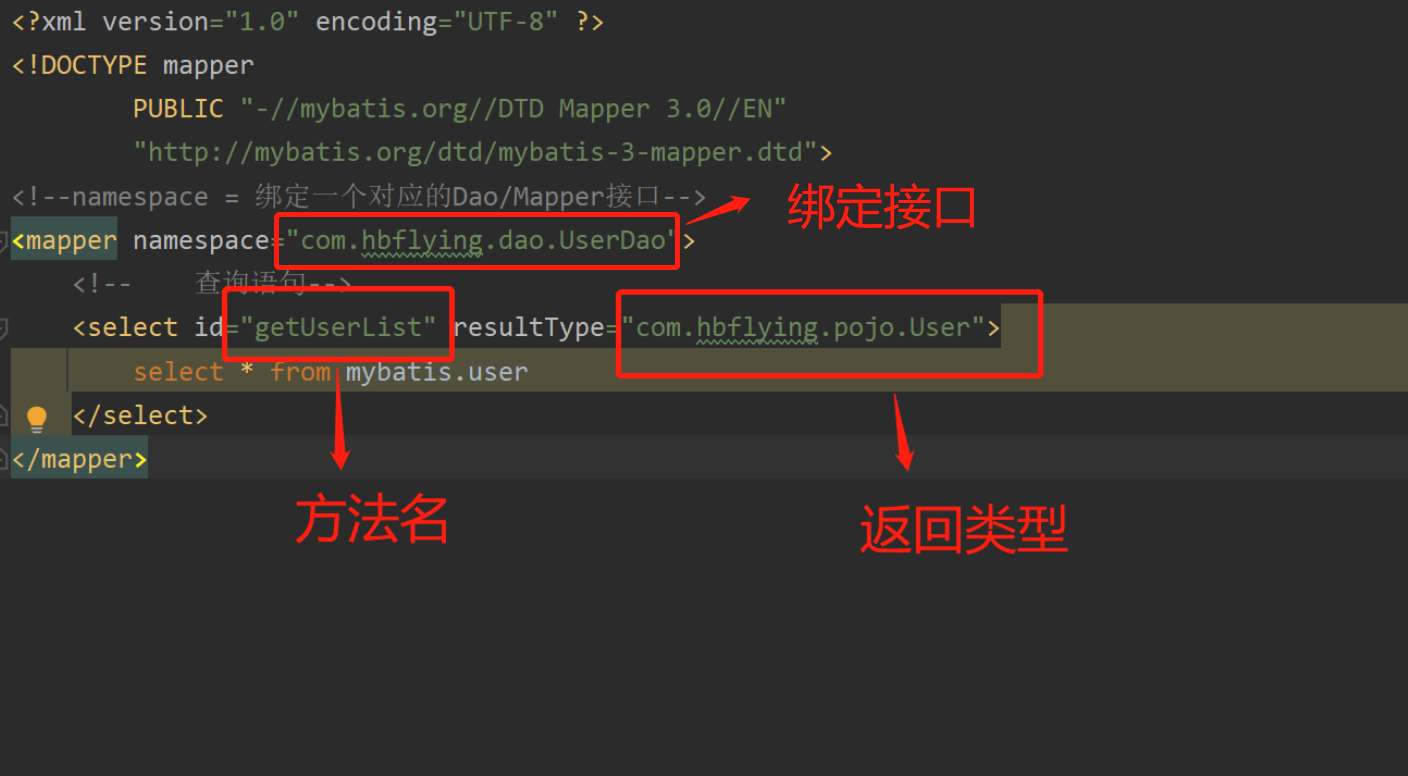 <?xml version="1.0" encoding="UTF-8" ?>
<!DOCTYPE mapper
PUBLIC "-//mybatis.org//DTD Mapper 3.0//EN"
"http://mybatis.org/dtd/mybatis-3-mapper.dtd">
<!--namespace = 绑定一个对应的Dao/Mapper接口-->
绑定接口
<mapper namespace="com.hbflying.dao.UserDao">
<!-- 查询语句-->
<select id="getUserList" resultType="com.hbflying.pojo.User">
select * from mybatis.user
</select>
</mapper>
方法名
返回类型